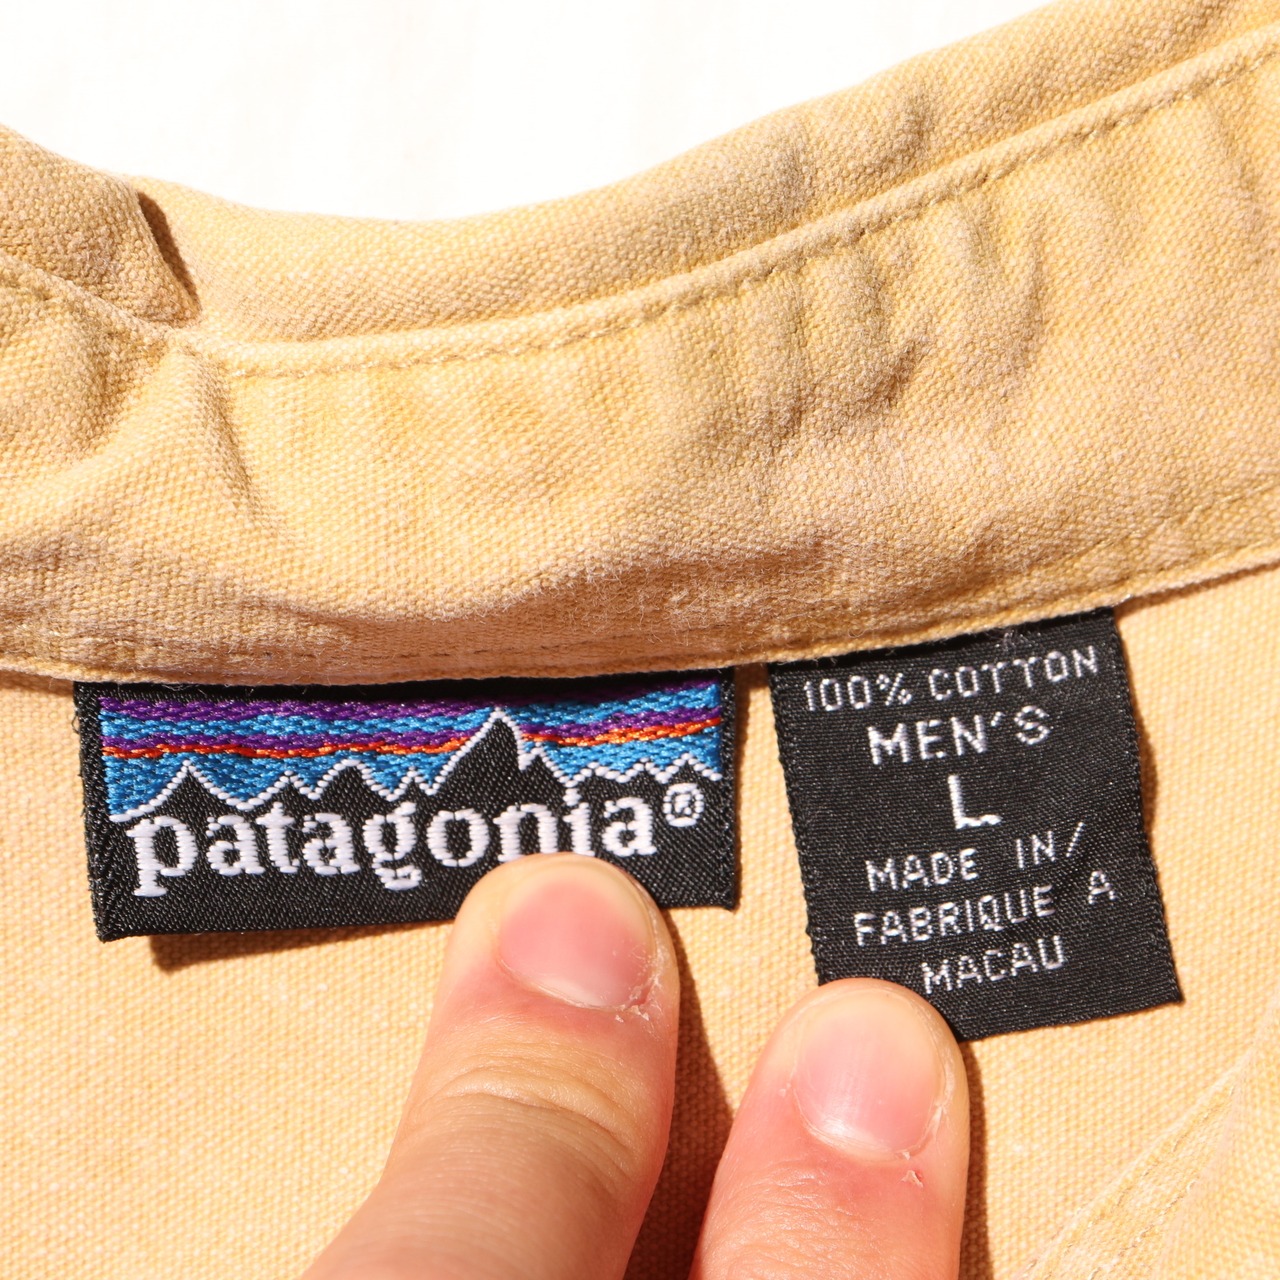 patagonia®
100% COTTON
MEN'S
L
MADE IN/
FABRIQUE A
MACAU